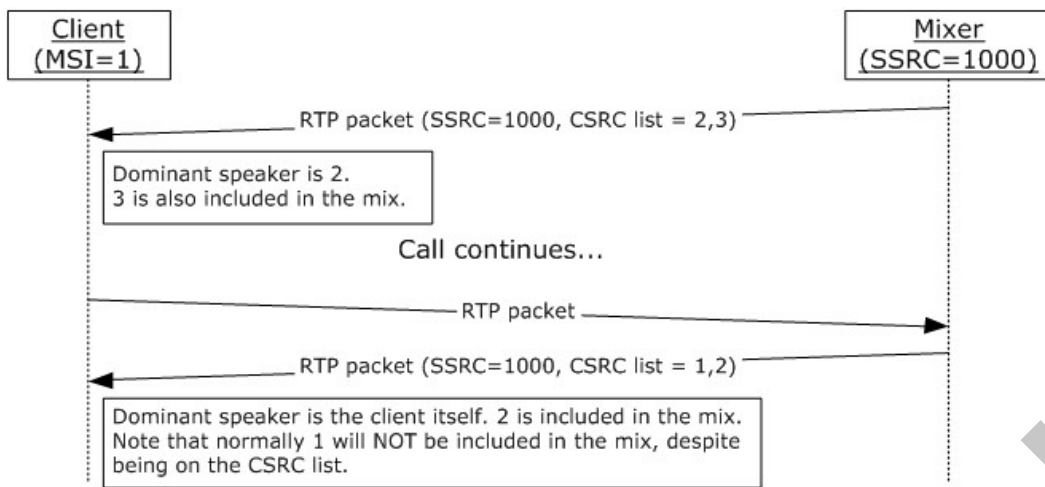 Client
(MSI=1)
Mixer
(SSRC=1000)
RTP packet (SSRC=1000, CSRC list = 2,3)
Dominant speaker is 2.
3 is also included in the mix.
Call continues...
RTP packet
RTP packet (SSRC=1000, CSRC list = 1,2)
Dominant speaker is the client itself. 2 is included in the mix.
Note that normally 1 will NOT be included in the mix, despite
being on the CSRC list.